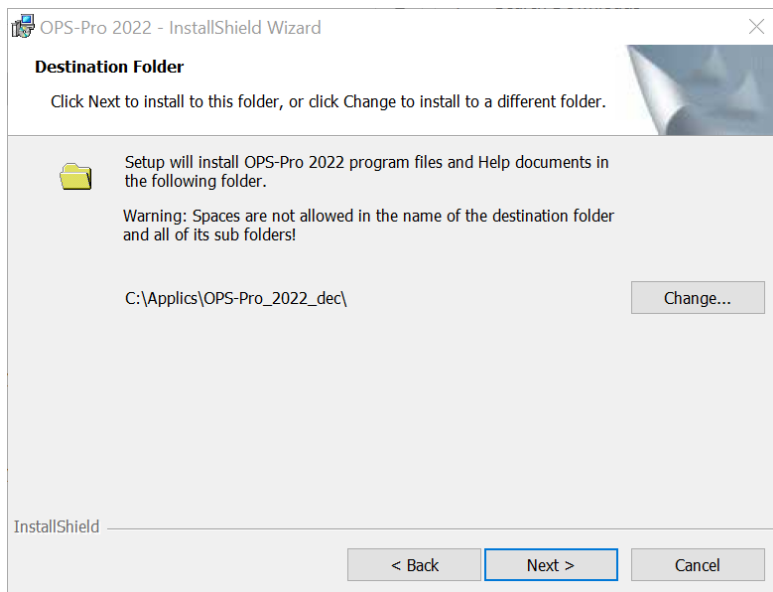 OPS-Pro 2022 - InstallShield Wizard
Destination Folder
Click Next to install to this folder, or click Change to install to a different folder.
Setup will install OPS-Pro 2022 program files and Help documents in
the following folder.
Warning: Spaces are not allowed in the name of the destination folder
and all of its sub folders!
C:\Applics\OPS-Pro_2022_dec\
Change...
InstallShield
< Back
Next >
Cancel